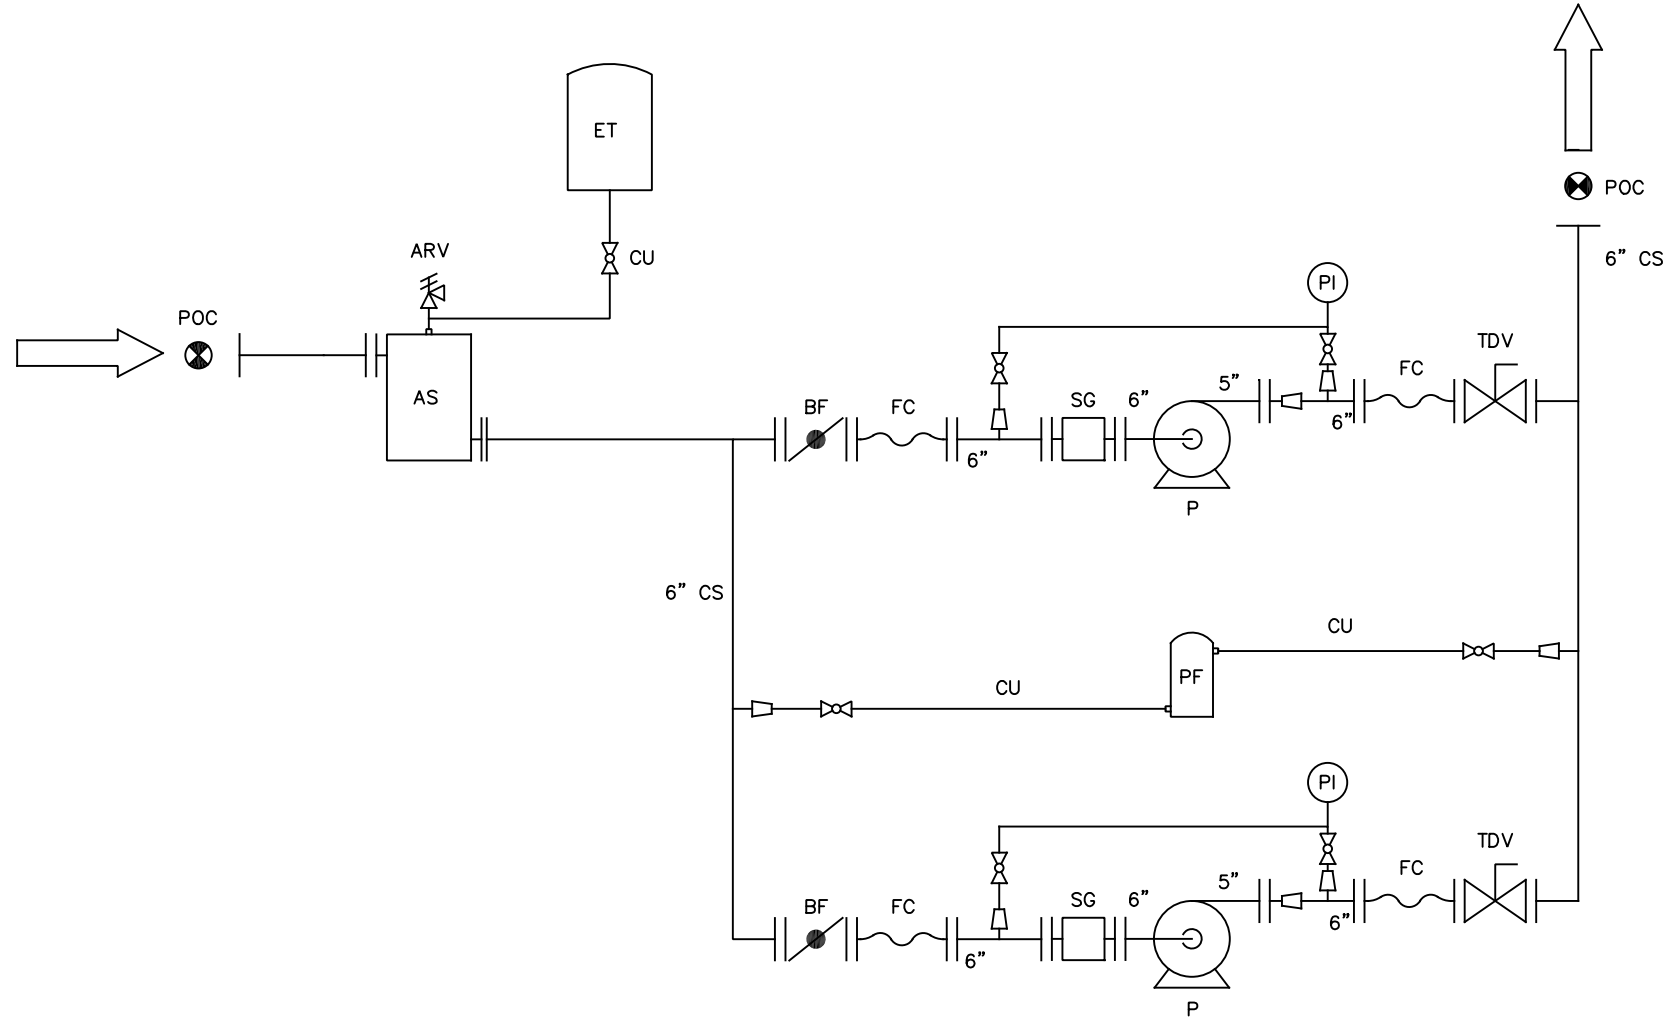 ET
POC
ARV
CU
6” CS
POC
PI
TDV
FC
AS
5”
BF
FC
SG
6”
6”
6”
P
6” CS
CU
PF
CU
PI
TDV
FC
5”
BF
FC
SG
6”
6”
6”
P